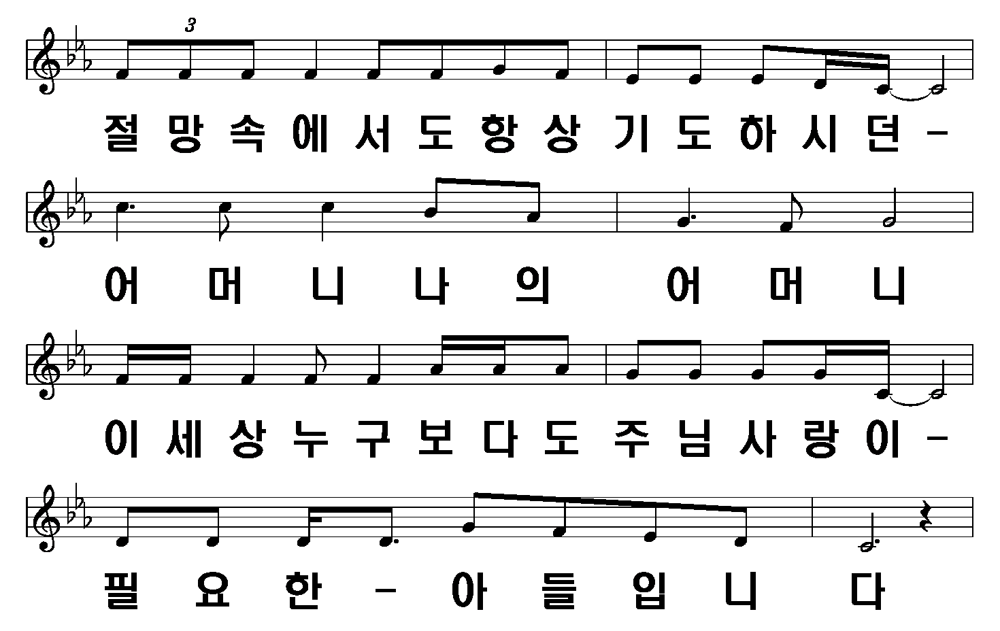 3
절 망 속 에 서 도 항 상 기 도 하 시 던 -
어 머 니 나 의 어 머 니
이 세 상 누 구 보 다 도 주 님 사 랑 이 -
필 요 한 - 아 들 입 니 다